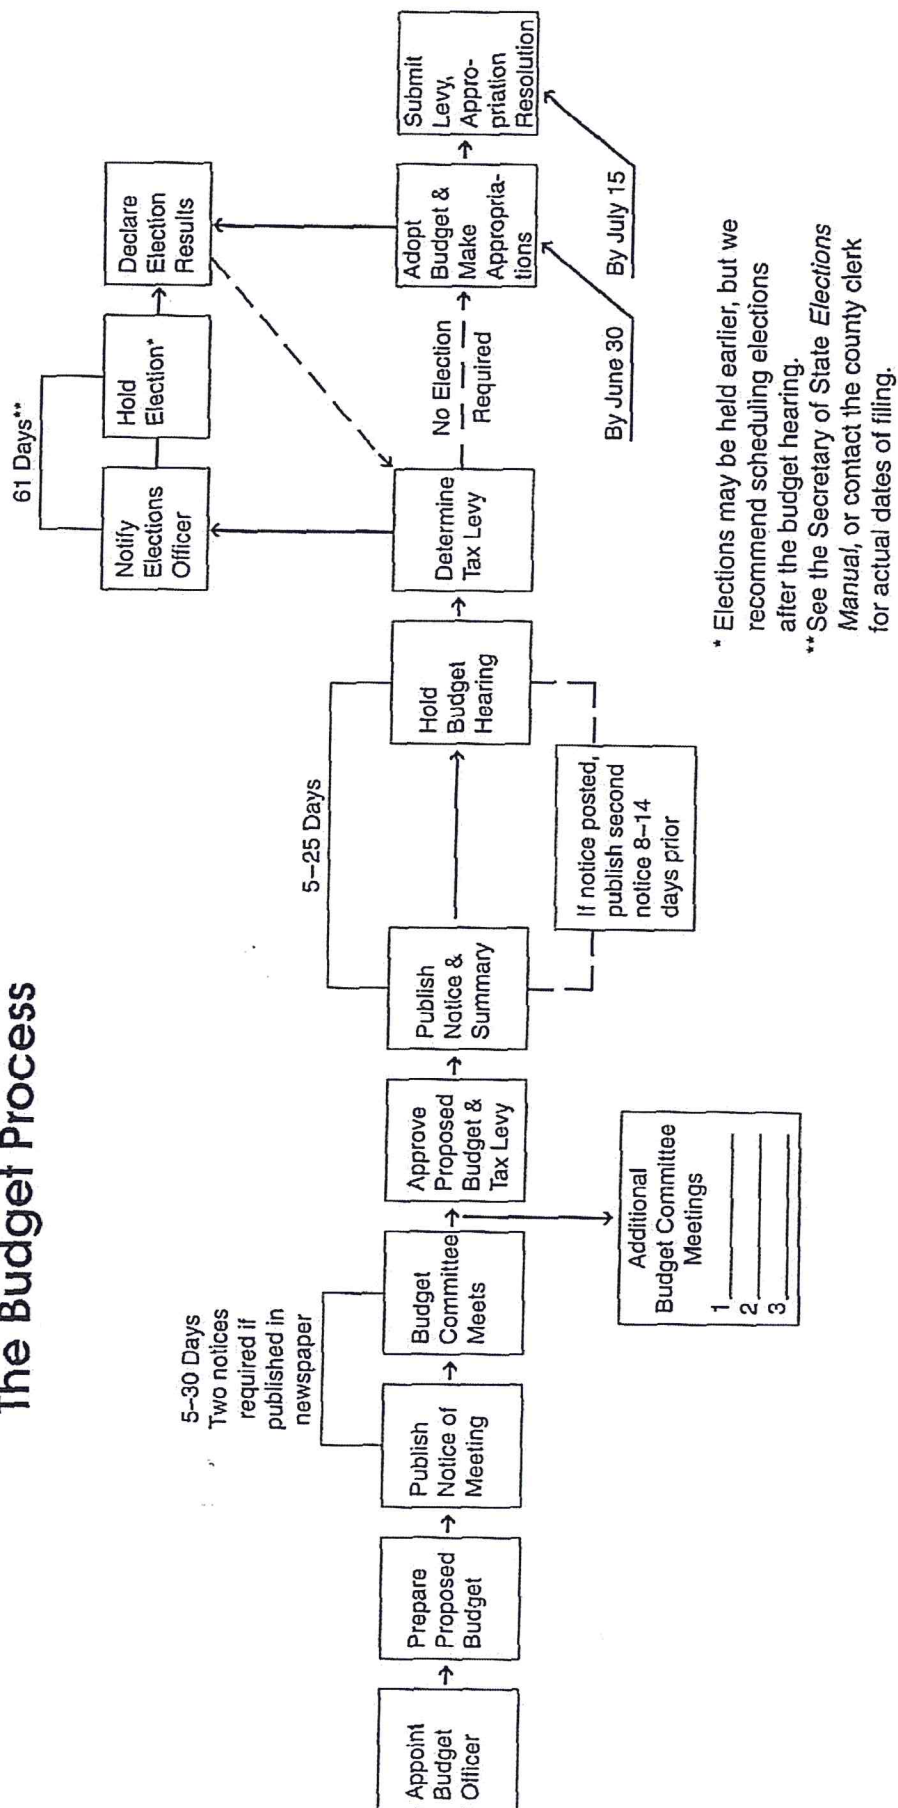 The Budget Process
Appoint
Budget
Officer
Prepare
Proposed
Budget
Publish
Notice of
Meeting
5–30 Days
Two notices
required if
published in
newspaper
Budget
Committee
Meets
Additional
Budget Committee
Meetings
1
2
3
Approve
Proposed
Budget &
Tax Levy
Publish
Notice &
Summary
5–25 Days
If notice posted,
publish second
notice 8–14
days prior
Hold
Budget
Hearing
Determine
Tax Levy
Notify
Elections
Officer
61 Days**
Hold
Election*
Declare
Election
Results
No Election
Required
Adopt
Budget &
Make
Appropria-
tions
By June 30
Submit
Levy,
Appro-
priation
Resolution
By July 15
* Elections may be held earlier, but we
recommend scheduling elections
after the budget hearing.
** See the Secretary of State Elections
Manual, or contact the county clerk
for actual dates of filing.